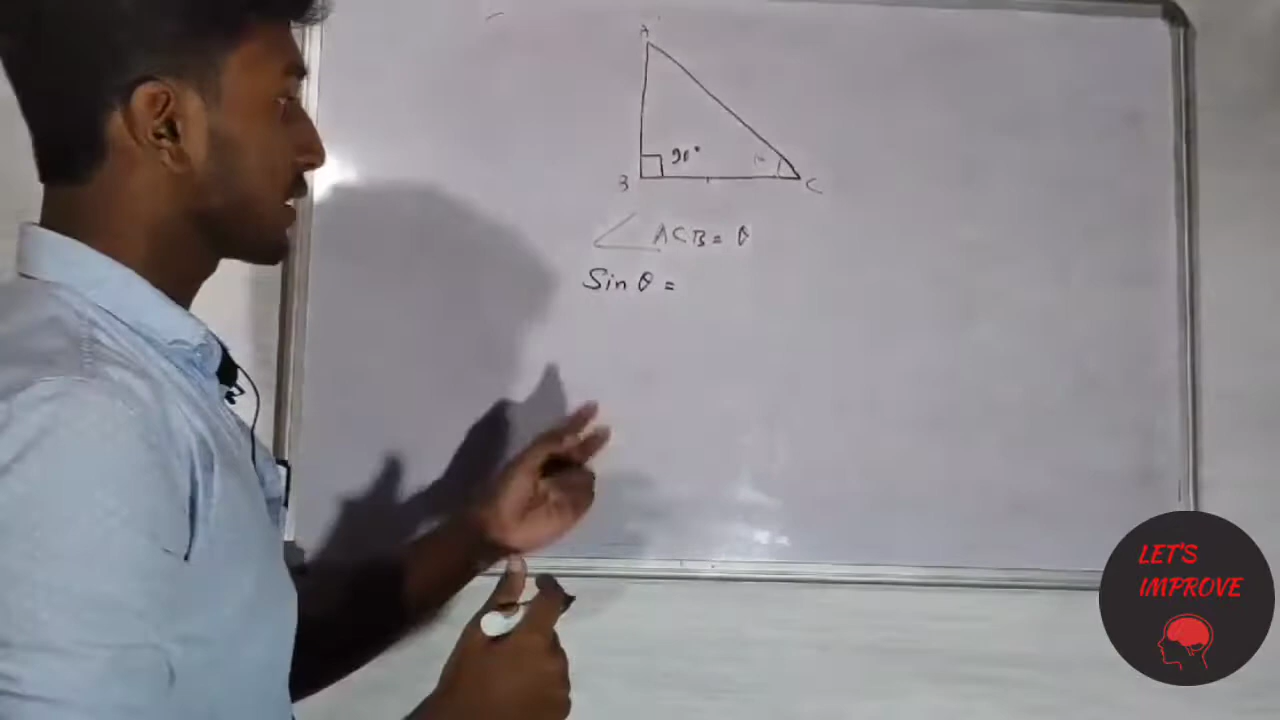 A
90°
B
C
∠ACB = θ
Sin θ =
LET'S
IMPROVE